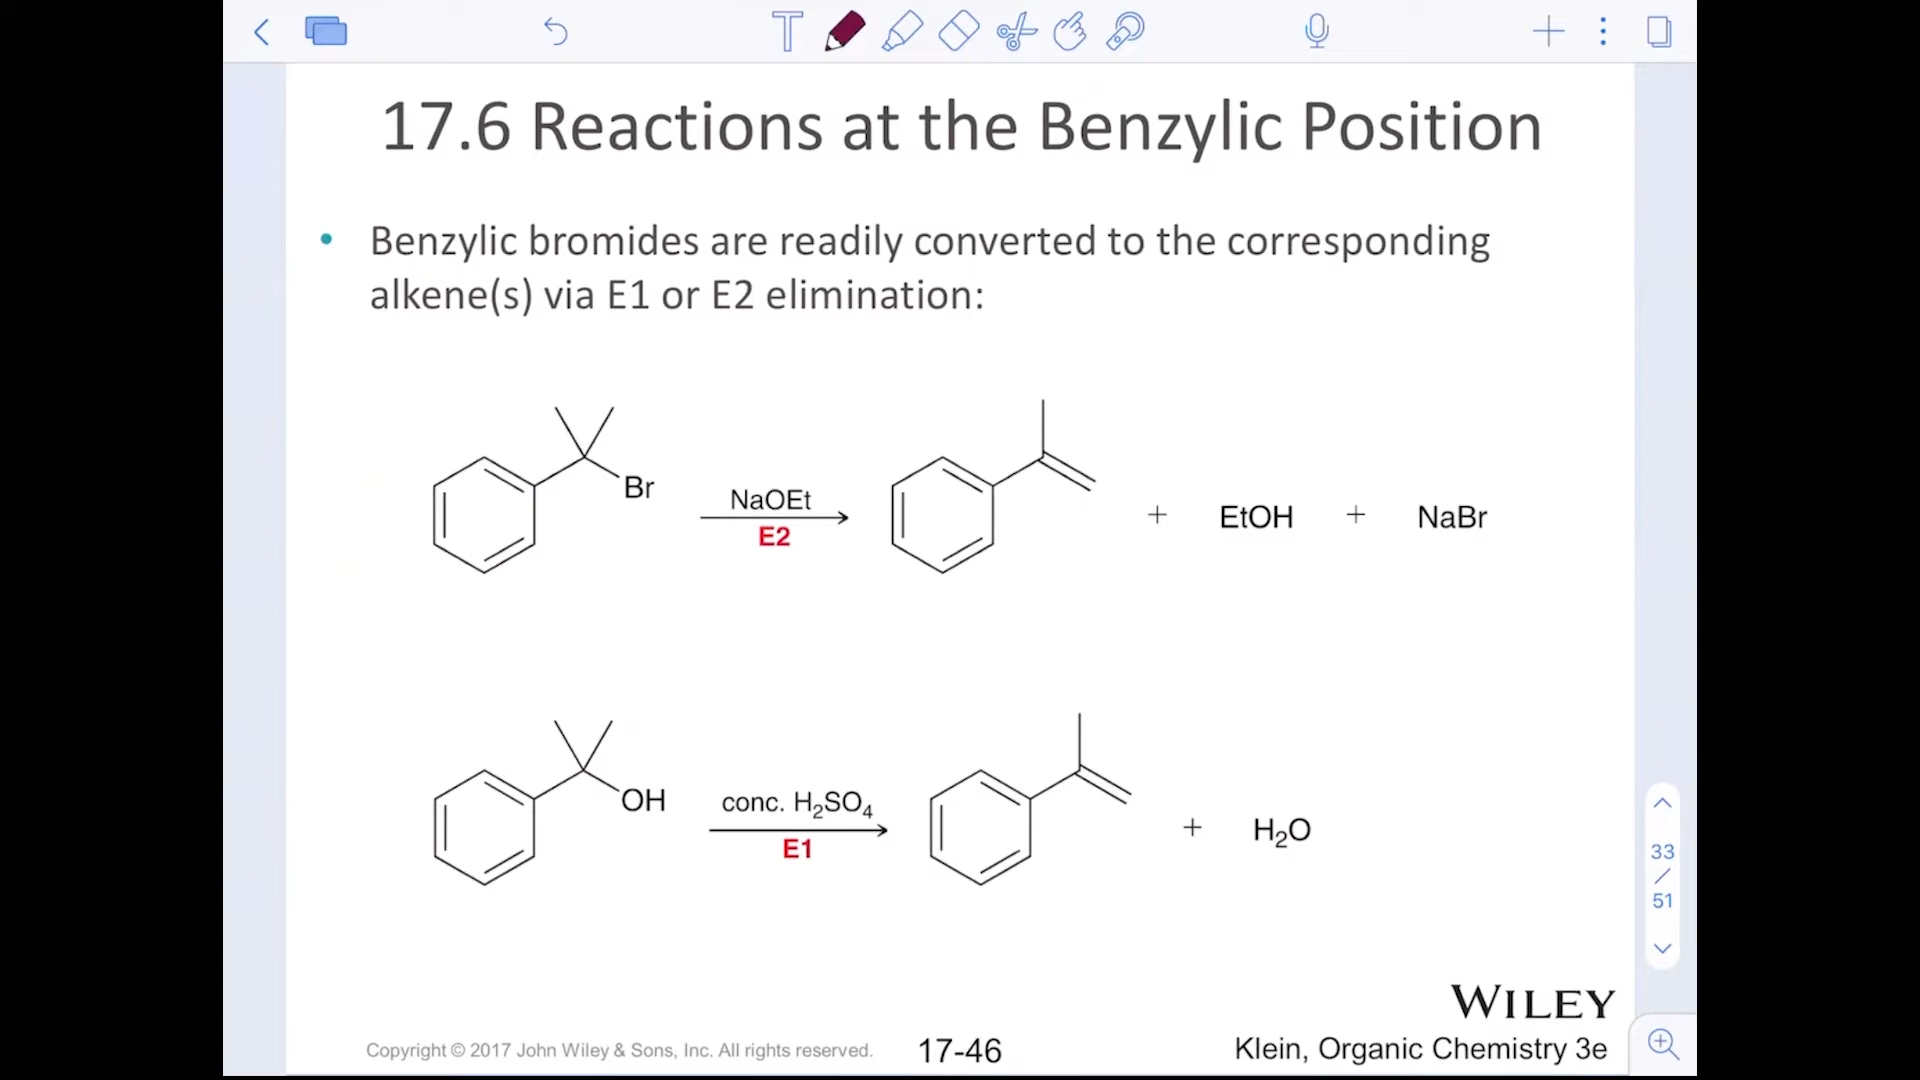 17.6 Reactions at the Benzylic Position
• Benzylic bromides are readily converted to the corresponding
alkene(s) via E1 or E2 elimination:
Br
NaOEt
E2
+ EtOH + NaBr
OH
conc. H₂SO₄
E1
+ H₂O
33
/
51
WILEY
Copyright © 2017 John Wiley & Sons, Inc. All rights reserved. 17-46 Klein, Organic Chemistry 3e